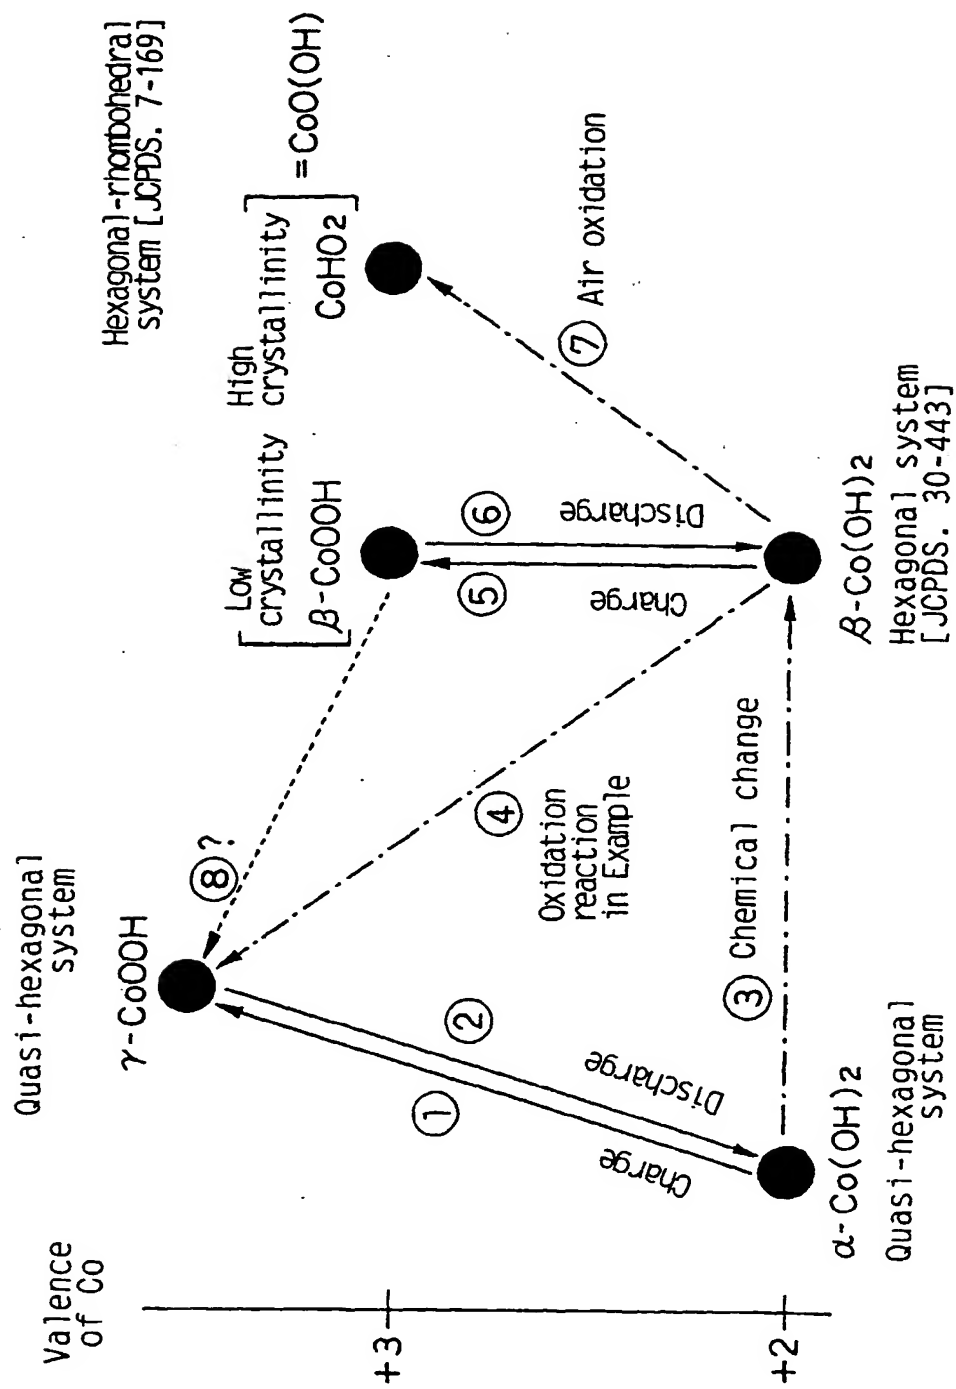 Valence
of Co
+3
+2
Quasi-hexagonal
system
γ-CoOOH
⑧ ?
Hexagonal-rhombohedral
system [JCPDS. 7-169]
Low
crystallinity
β-CoOOH
High
crystallinity
CoHO2
=CoO(OH)
① Charge
② Discharge
④
Oxidation
reaction
in Example
⑤ Charge
⑥ Discharge
⑦ Air oxidation
③ Chemical change
α-Co(OH)2
Quasi-hexagonal
system
β-Co(OH)2
Hexagonal system
[JCPDS. 30-443]